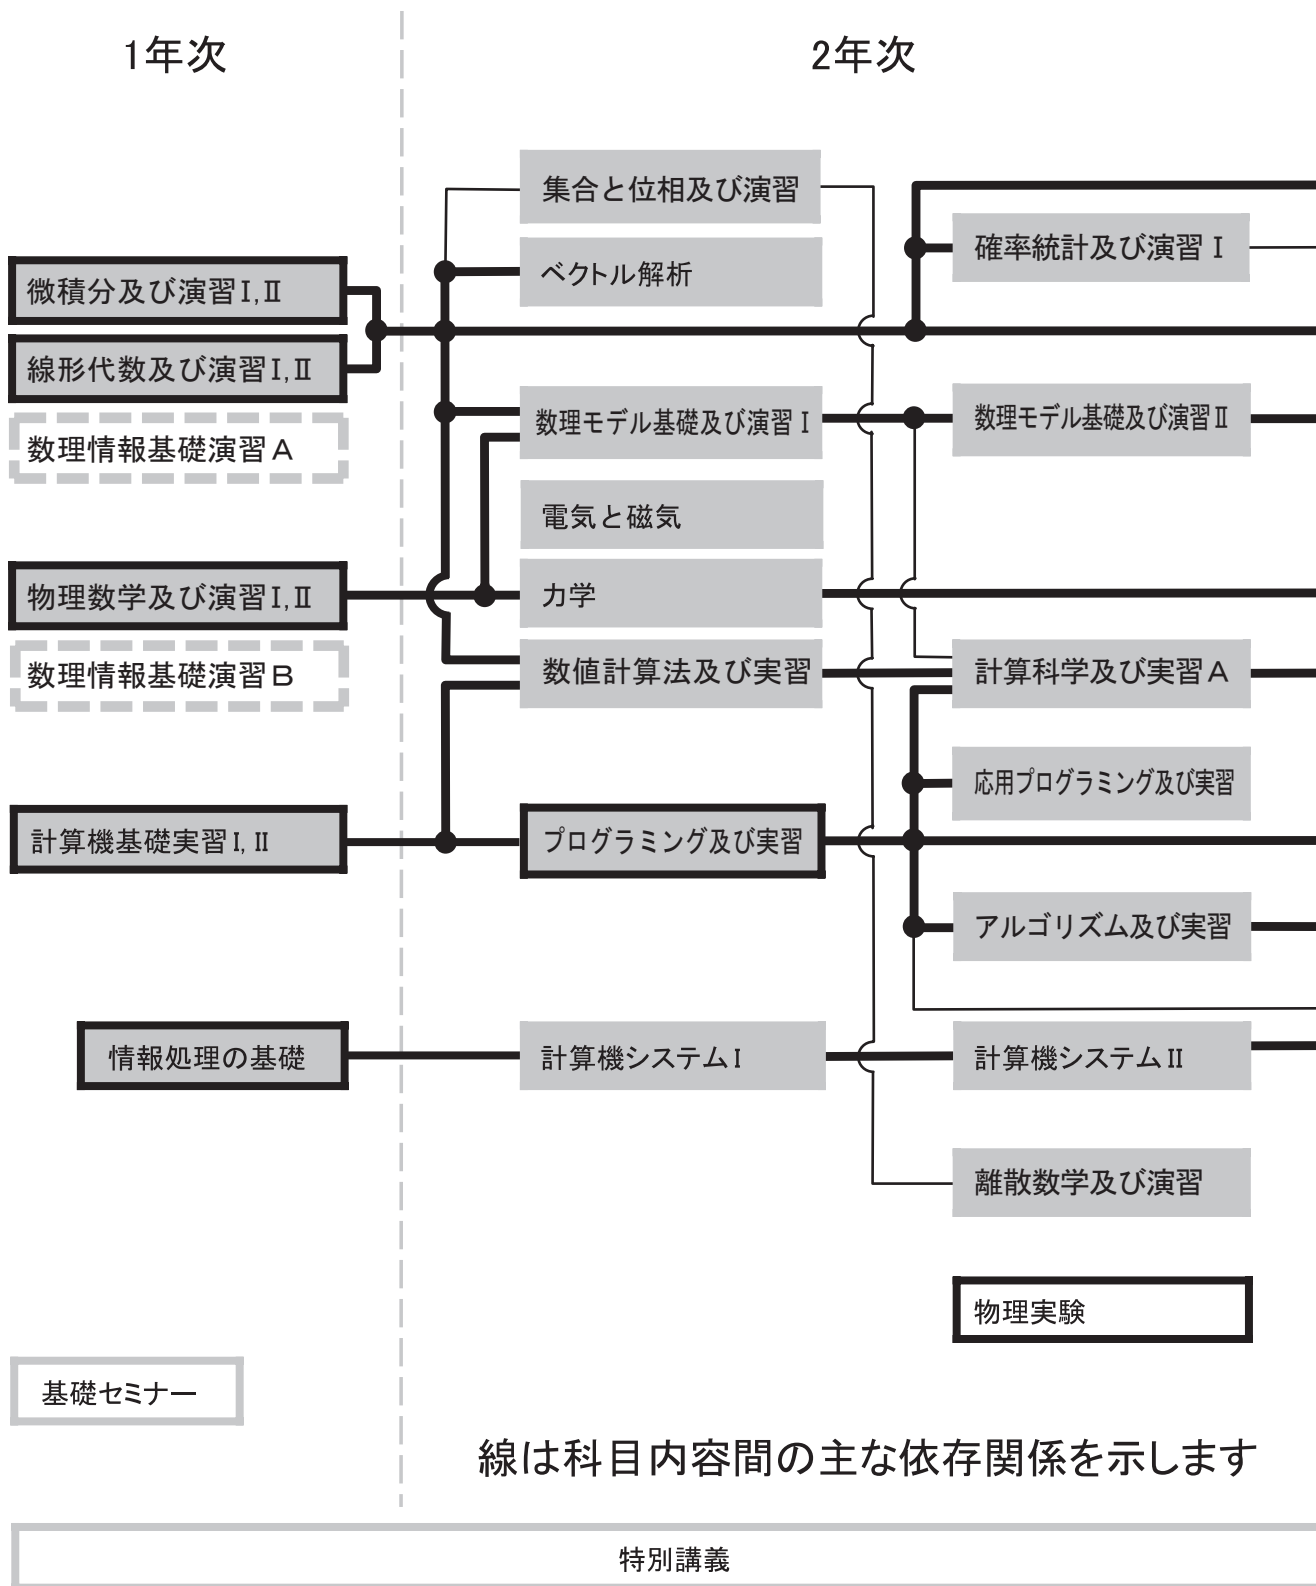 1年次
2年次
微積分及び演習Ⅰ,Ⅱ
線形代数及び演習Ⅰ,Ⅱ
数理情報基礎演習A
物理数学及び演習Ⅰ,Ⅱ
数理情報基礎演習B
計算機基礎実習Ⅰ,Ⅱ
情報処理の基礎
基礎セミナー
集合と位相及び演習
ベクトル解析
数理モデル基礎及び演習Ⅰ
電気と磁気
力学
数値計算法及び実習
プログラミング及び実習
計算機システムⅠ
確率統計及び演習Ⅰ
数理モデル基礎及び演習Ⅱ
計算科学及び実習A
応用プログラミング及び実習
アルゴリズム及び実習
計算機システムⅡ
離散数学及び演習
物理実験
線は科目内容間の主な依存関係を示します
特別講義